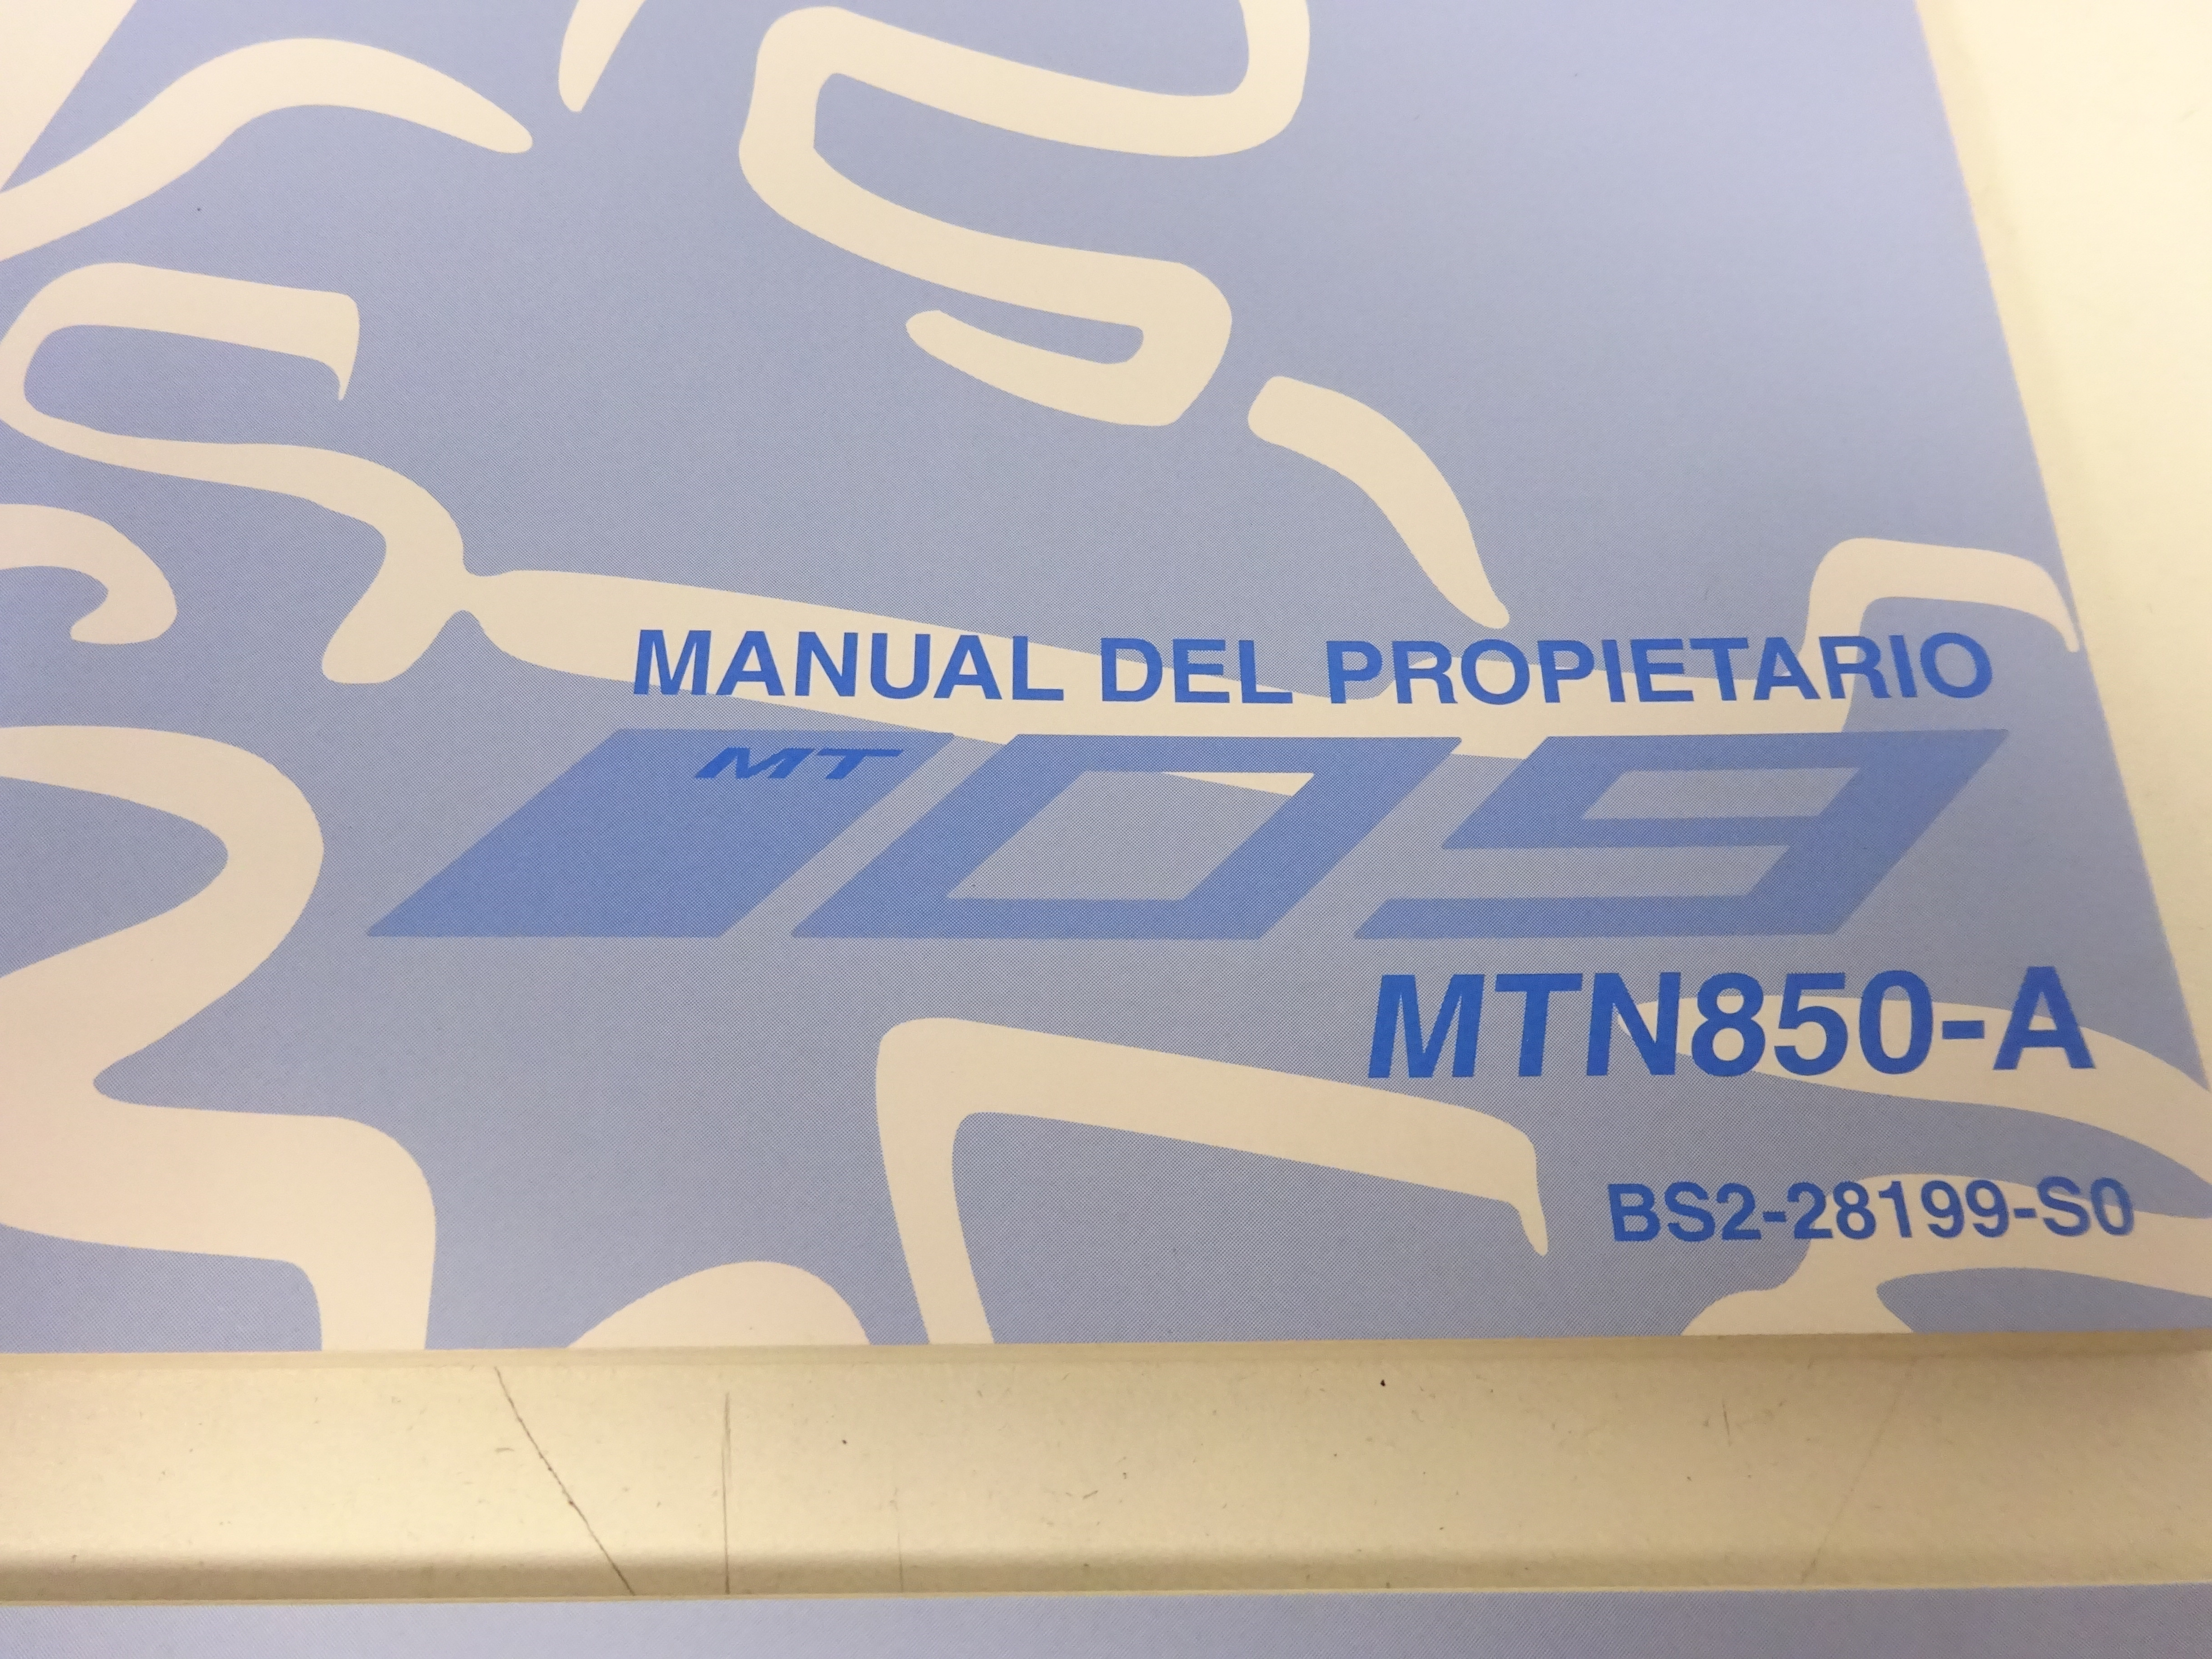 MANUAL DEL PROPIETARIO
MT 09
MTN850-A
BS2-28199-S0